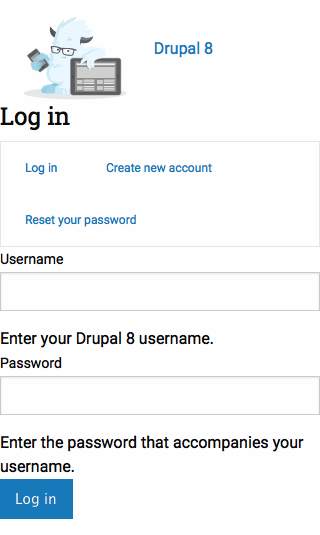 Drupal 8
Log in
Log in
Create new account
Reset your password
Username
Enter your Drupal 8 username.
Password
Enter the password that accompanies your
username.
Log in